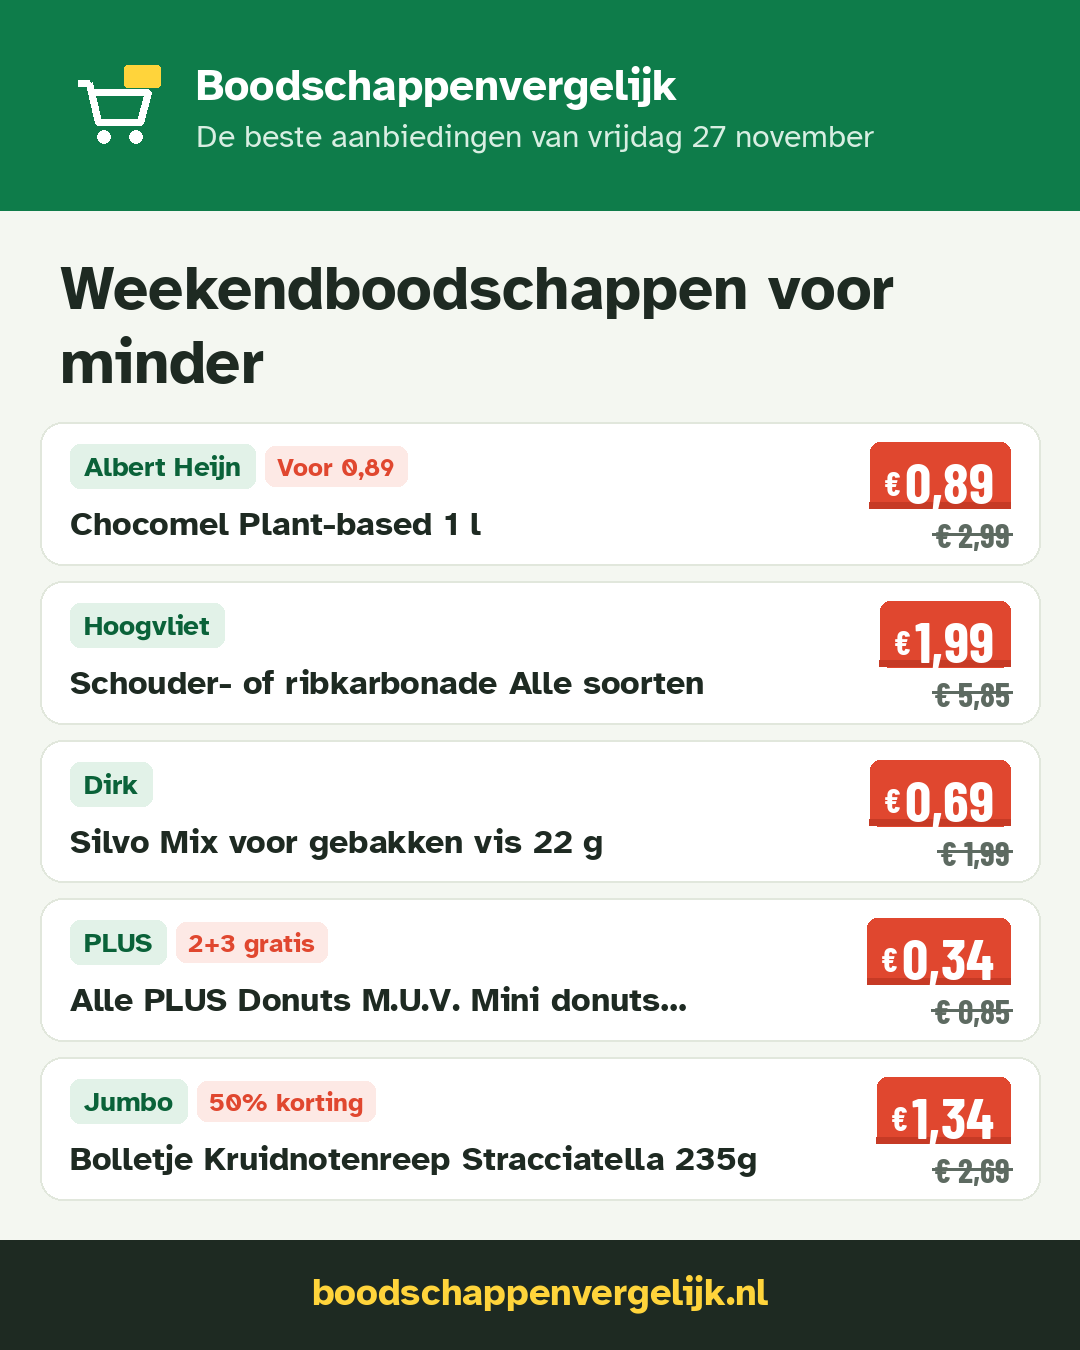 Boodschappenvergelijk
De beste aanbiedingen van vrijdag 27 november
Weekendboodschappen voor
minder
Albert Heijn Voor 0,89
€ 0,89
Chocomel Plant-based 1 l
€ 2,99
Hoogvliet
€ 1,99
Schouder- of ribkarbonade Alle soorten
€ 5,85
Dirk
€ 0,69
Silvo Mix voor gebakken vis 22 g
€ 1,99
PLUS 2+3 gratis
€ 0,34
Alle PLUS Donuts M.U.V. Mini donuts...
€ 0,85
Jumbo 50% korting
€ 1,34
Bolletje Kruidnotenreep Stracciatella 235g
€ 2,69
boodschappenvergelijk.nl